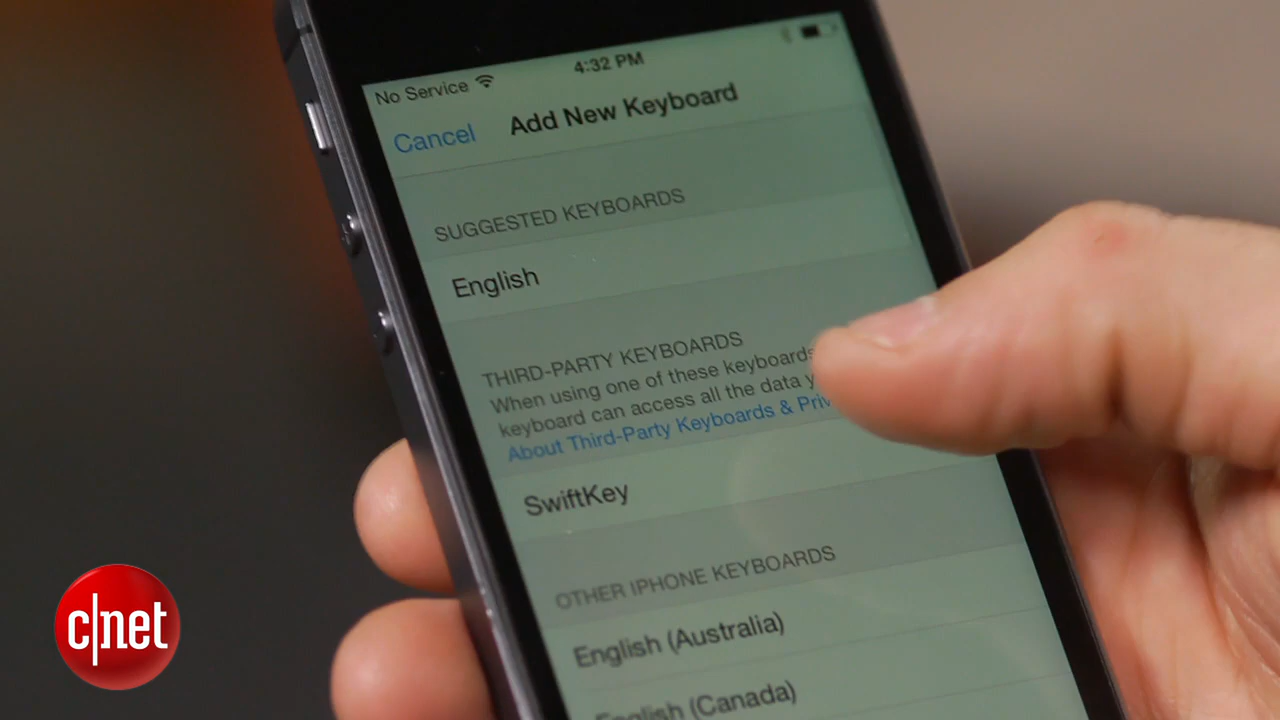 No Service
4:32 PM
Cancel
Add New Keyboard
SUGGESTED KEYBOARDS
English
THIRD-PARTY KEYBOARDS
When using one of these keyboards
keyboard can access all the data
About Third-Party Keyboards &
SwiftKey
OTHER IPHONE KEYBOARDS
English (Australia)
English (Canada)
c|net